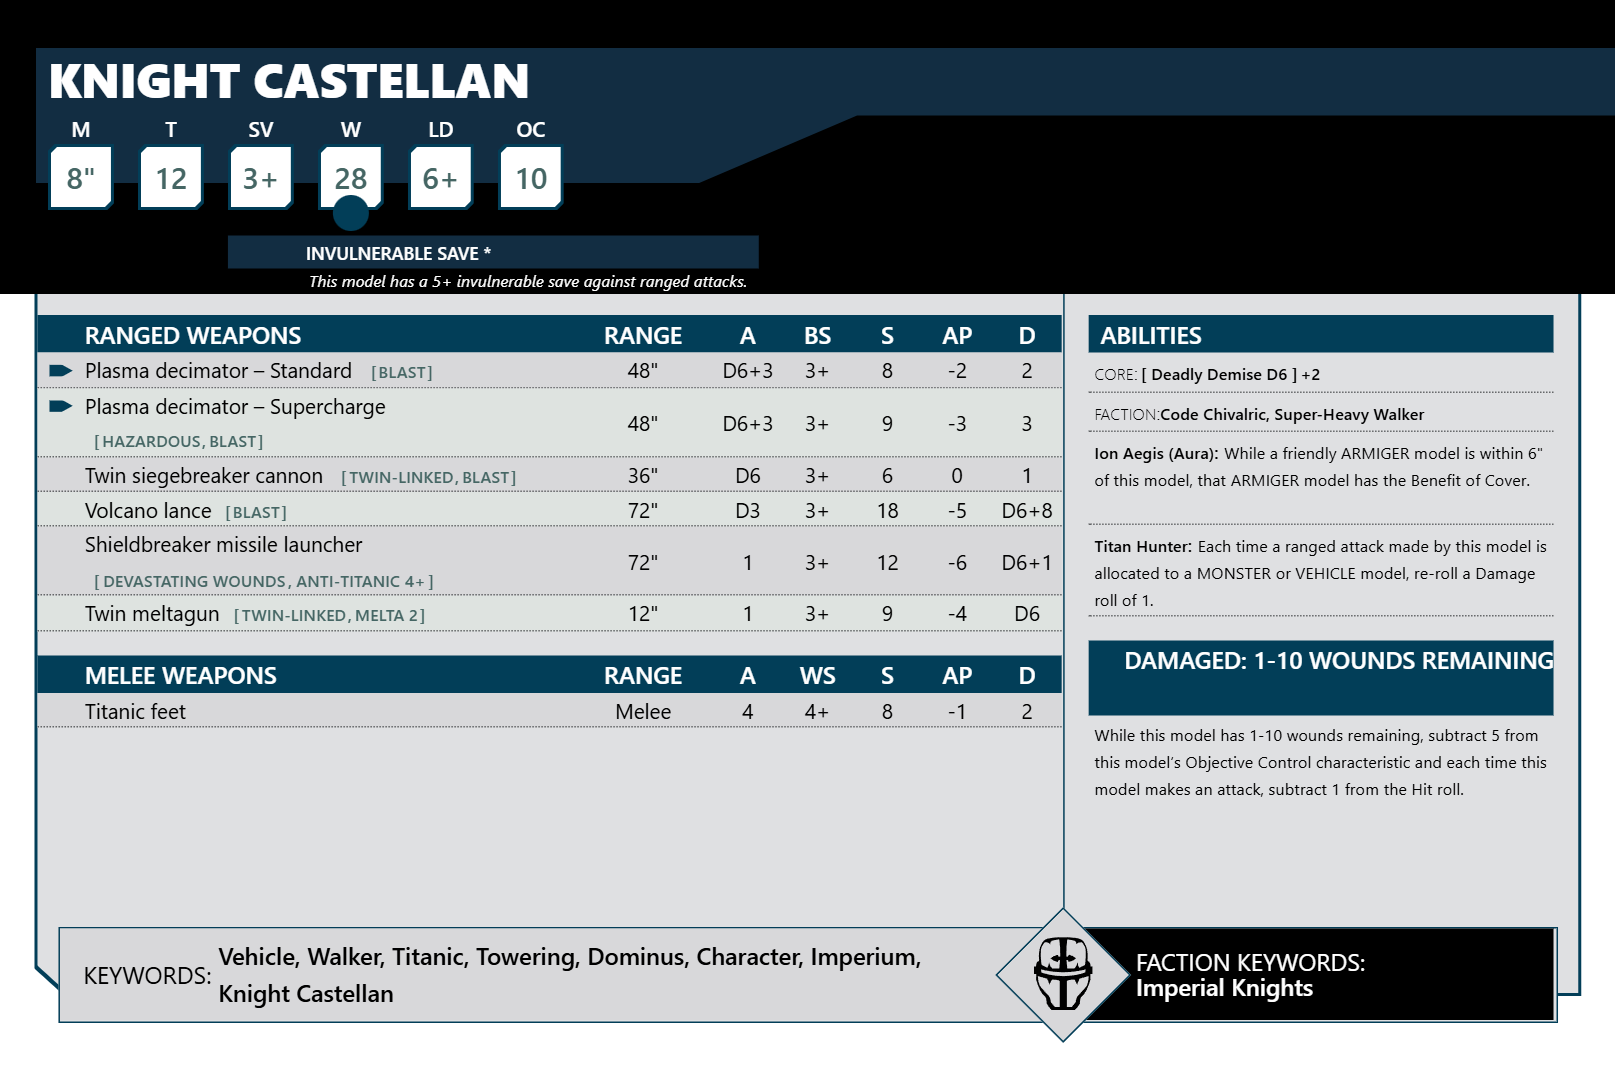 KNIGHT CASTELLAN
M T SV W LD OC
8" 12 3+ 28 6+ 10
INVULNERABLE SAVE *
This model has a 5+ invulnerable save against ranged attacks.
RANGED WEAPONS RANGE A BS S AP D
Plasma decimator – Standard [BLAST] 48" D6+3 3+ 8 -2 2
Plasma decimator – Supercharge
[HAZARDOUS, BLAST] 48" D6+3 3+ 9 -3 3
Twin siegebreaker cannon [TWIN-LINKED, BLAST] 36" D6 3+ 6 0 1
Volcano lance [BLAST] 72" D3 3+ 18 -5 D6+8
Shieldbreaker missile launcher
[DEVASTATING WOUNDS, ANTI-TITANIC 4+] 72" 1 3+ 12 -6 D6+1
Twin meltagun [TWIN-LINKED, MELTA 2] 12" 1 3+ 9 -4 D6
MELEE WEAPONS RANGE A WS S AP D
Titanic feet Melee 4 4+ 8 -1 2
ABILITIES
CORE: [ Deadly Demise D6 ] +2
FACTION:Code Chivalric, Super-Heavy Walker
Ion Aegis (Aura): While a friendly ARMIGER model is within 6"
of this model, that ARMIGER model has the Benefit of Cover.
Titan Hunter: Each time a ranged attack made by this model is
allocated to a MONSTER or VEHICLE model, re-roll a Damage
roll of 1.
DAMAGED: 1-10 WOUNDS REMAINING
While this model has 1-10 wounds remaining, subtract 5 from
this model's Objective Control characteristic and each time this
model makes an attack, subtract 1 from the Hit roll.
KEYWORDS: Vehicle, Walker, Titanic, Towering, Dominus, Character, Imperium,
Knight Castellan
FACTION KEYWORDS:
Imperial Knights